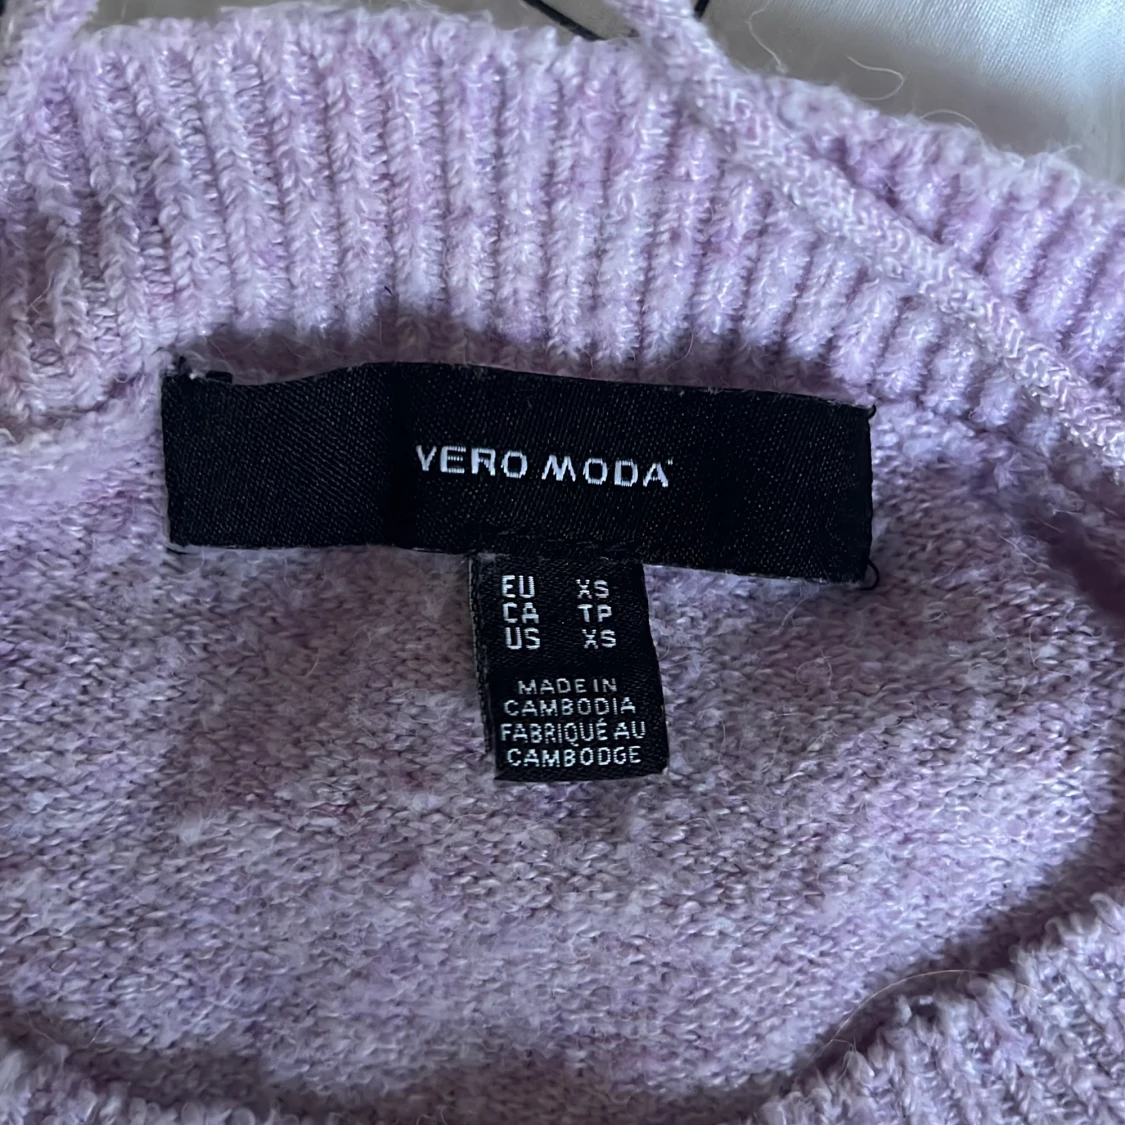 VERO MODA
EU XS
CA TP
US XS
MADE IN
CAMBODIA
FABRIQUÉ AU
CAMBODGE